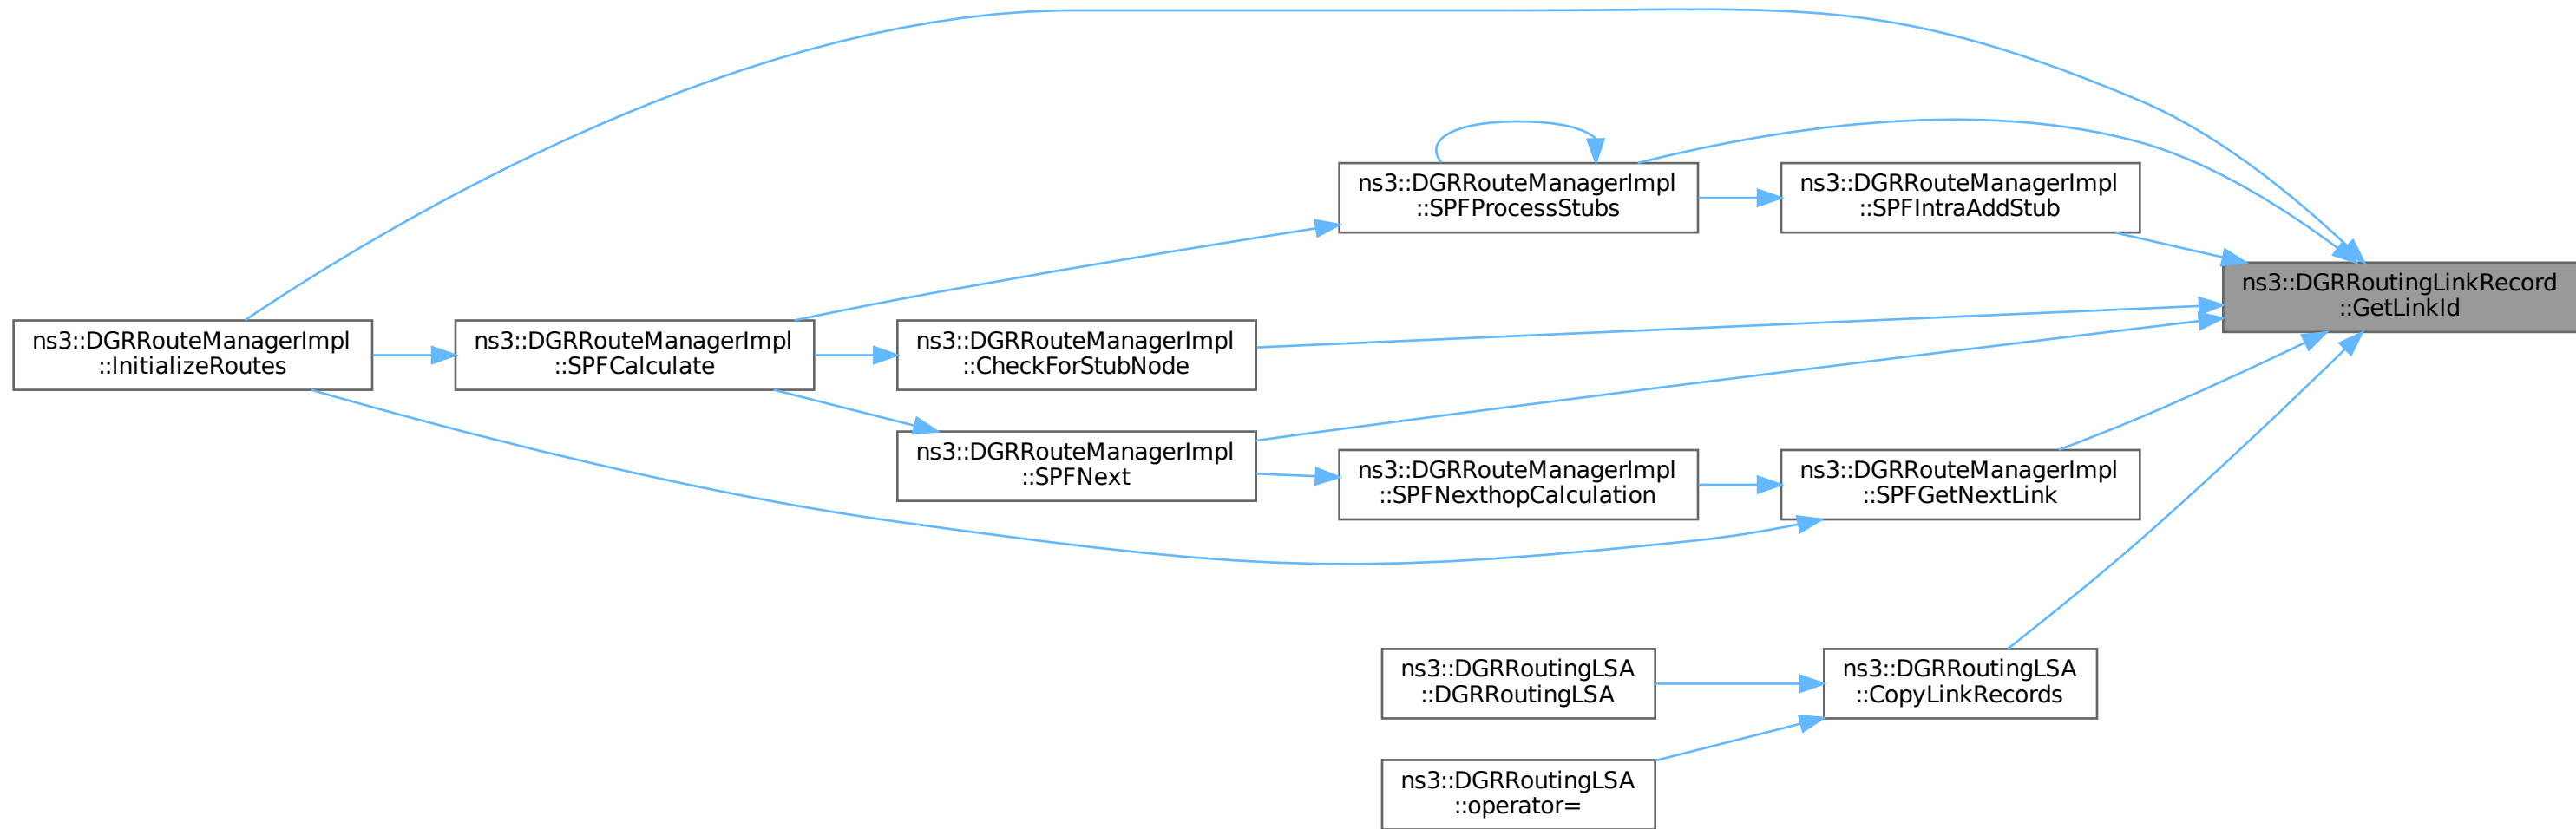 ns3::DGRRouteManagerImpl
::SPFProcessStubs
ns3::DGRRouteManagerImpl
::SPFIntraAddStub
ns3::DGRRoutingLinkRecord
::GetLinkId
ns3::DGRRouteManagerImpl
::InitializeRoutes
ns3::DGRRouteManagerImpl
::SPFCalculate
ns3::DGRRouteManagerImpl
::CheckForStubNode
ns3::DGRRouteManagerImpl
::SPFNext
ns3::DGRRouteManagerImpl
::SPFNexthopCalculation
ns3::DGRRouteManagerImpl
::SPFGetNextLink
ns3::DGRRoutingLSA
::DGRRoutingLSA
ns3::DGRRoutingLSA
::CopyLinkRecords
ns3::DGRRoutingLSA
::operator=